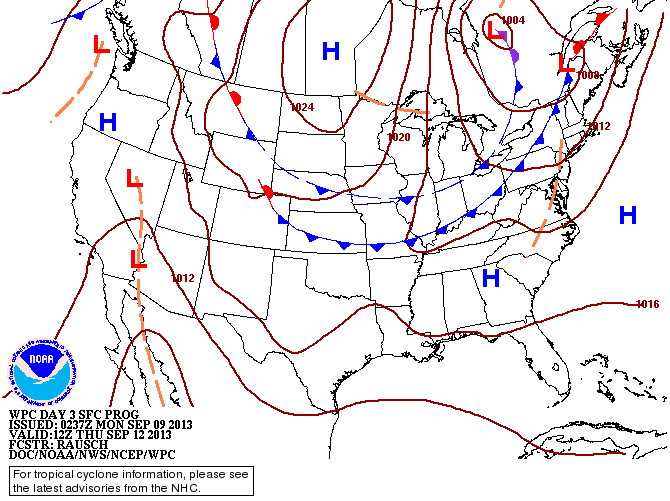 1004
L
L
L
H
1008
1024
H
1020
1012
L
H
L
1012
H
1016
NOAA
WPC DAY 3 SFC PROG
ISSUED: 0237Z MON SEP 09 2013
VALID:12Z THU SEP 12 2013
FCSTR: RAUSCH
DOC/NOAA/NWS/NCEP/WPC
For tropical cyclone information, please see
the latest advisories from the NHC.